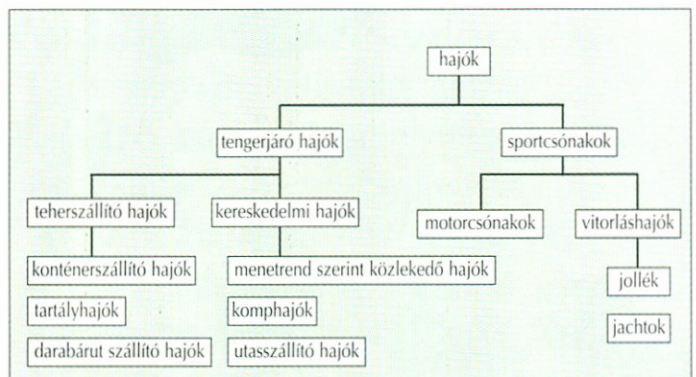 hajók
tengerjáró hajók
sportcsónakok
teherszállító hajók
kereskedelmi hajók
motorcsónakok
vitorláshajók
konténerszállító hajók
menetrend szerint közlekedő hajók
jollék
tartályhajók
komphajók
jachtok
darabárut szállító hajók
utasszállító hajók